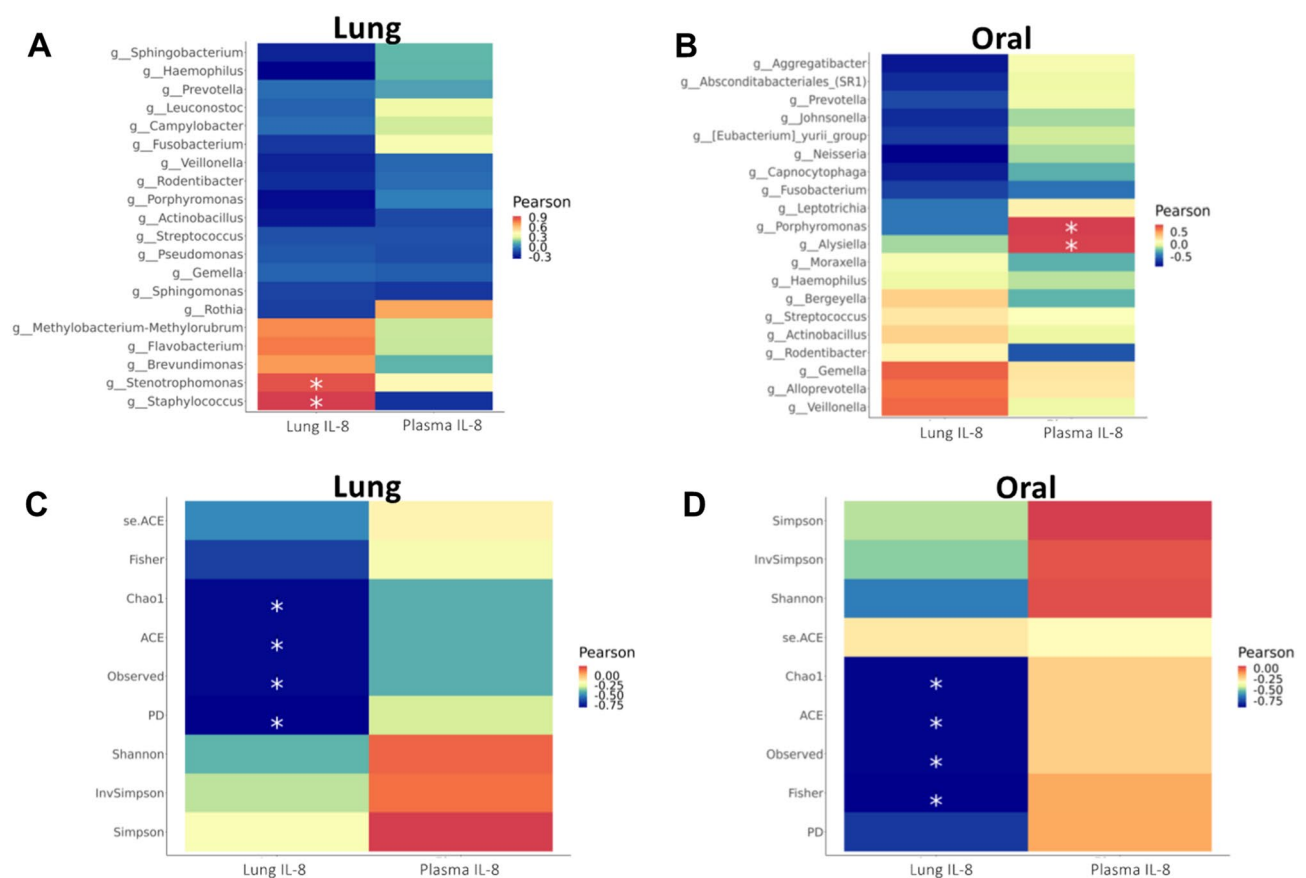 A
Lung
g__Sphingobacterium
g__Haemophilus
g__Prevotella
g__Leuconostoc
g__Campylobacter
g__Fusobacterium
g__Veillonella
g__Rodentibacter
g__Porphyromonas
g__Actinobacillus
g__Streptococcus
g__Pseudomonas
g__Gemella
g__Sphingomonas
g__Rothia
g__Methylobacterium-Methylorubrum
g__Flavobacterium
g__Brevundimonas
g__Stenotrophomonas *
g__Staphylococcus *
Lung IL-8 Plasma IL-8
Pearson
0.9
0.6
0.3
0.0
-0.3
B
Oral
g__Aggregatibacter
g__Absconditabacteriales_(SR1)
g__Prevotella
g__Johnsonella
g__[Eubacterium]_yurii_group
g__Neisseria
g__Capnocytophaga
g__Fusobacterium
g__Leptotrichia
g__Porphyromonas *
g__Alysiella *
g__Moraxella
g__Haemophilus
g__Bergeyella
g__Streptococcus
g__Actinobacillus
g__Rodentibacter
g__Gemella
g__Alloprevotella
g__Veillonella
Lung IL-8 Plasma IL-8
Pearson
0.5
0.0
-0.5
C
Lung
se.ACE
Fisher
Chao1 *
ACE *
Observed *
PD *
Shannon
InvSimpson
Simpson
Lung IL-8 Plasma IL-8
Pearson
0.00
-0.25
-0.50
-0.75
D
Oral
Simpson
InvSimpson
Shannon
se.ACE
Chao1 *
ACE *
Observed *
Fisher *
PD
Lung IL-8 Plasma IL-8
Pearson
0.00
-0.25
-0.50
-0.75